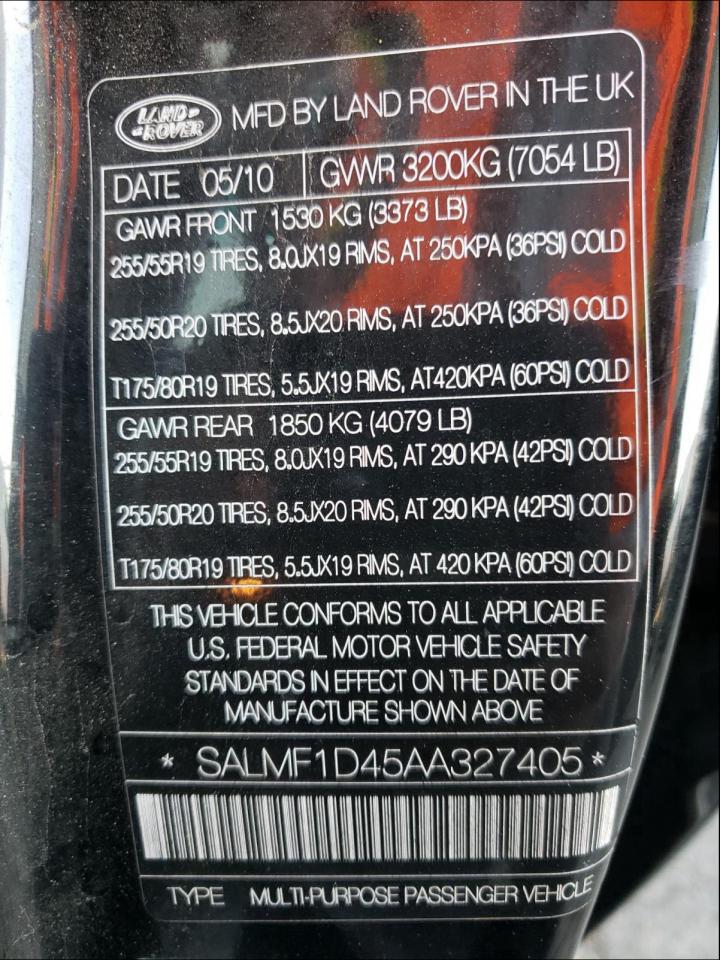 LAND ROVER MFD BY LAND ROVER IN THE UK
DATE 05/10 GVWR 3200KG (7054 LB)
GAWR FRONT 1530 KG (3373 LB)
255/55R19 TIRES, 8.0JX19 RIMS, AT 250KPA (36PSI) COLD
255/50R20 TIRES, 8.5JX20 RIMS, AT 250KPA (36PSI) COLD
T175/80R19 TIRES, 5.5JX19 RIMS, AT420KPA (60PSI) COLD
GAWR REAR 1850 KG (4079 LB)
255/55R19 TIRES, 8.0JX19 RIMS, AT 290 KPA (42PSI) COLD
255/50R20 TIRES, 8.5JX20 RIMS, AT 290 KPA (42PSI) COLD
T175/80R19 TIRES, 5.5JX19 RIMS, AT 420 KPA (60PSI) COLD
THIS VEHICLE CONFORMS TO ALL APPLICABLE
U.S. FEDERAL MOTOR VEHICLE SAFETY
STANDARDS IN EFFECT ON THE DATE OF
MANUFACTURE SHOWN ABOVE
* SALMF1D45AA327405 *
TYPE MULTI-PURPOSE PASSENGER VEHICLE